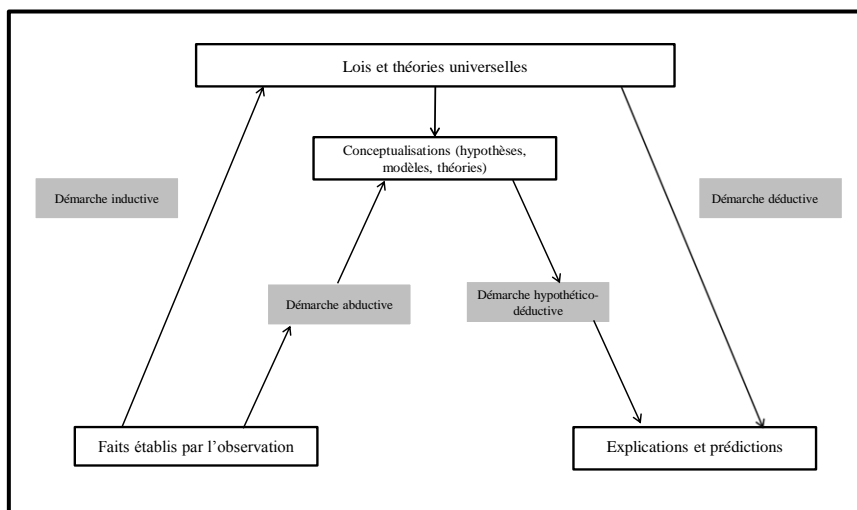 Lois et théories universelles
Conceptualisations (hypothèses,
modèles, théories)
Démarche inductive
Démarche déductive
Démarche abductive
Démarche hypothético-
déductive
Faits établis par l’observation
Explications et prédictions